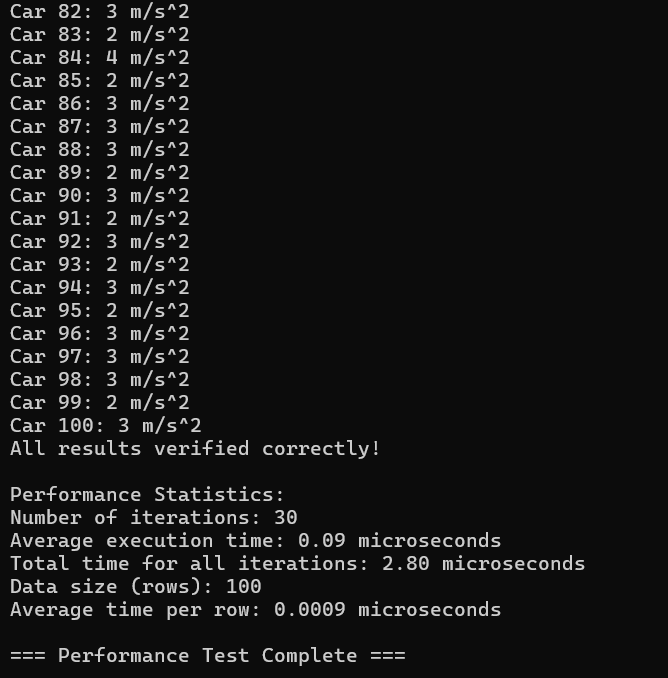 Car 82: 3 m/s^2
Car 83: 2 m/s^2
Car 84: 4 m/s^2
Car 85: 2 m/s^2
Car 86: 3 m/s^2
Car 87: 3 m/s^2
Car 88: 3 m/s^2
Car 89: 2 m/s^2
Car 90: 3 m/s^2
Car 91: 2 m/s^2
Car 92: 3 m/s^2
Car 93: 2 m/s^2
Car 94: 3 m/s^2
Car 95: 2 m/s^2
Car 96: 3 m/s^2
Car 97: 3 m/s^2
Car 98: 3 m/s^2
Car 99: 2 m/s^2
Car 100: 3 m/s^2
All results verified correctly!
Performance Statistics:
Number of iterations: 30
Average execution time: 0.09 microseconds
Total time for all iterations: 2.80 microseconds
Data size (rows): 100
Average time per row: 0.0009 microseconds
=== Performance Test Complete ===